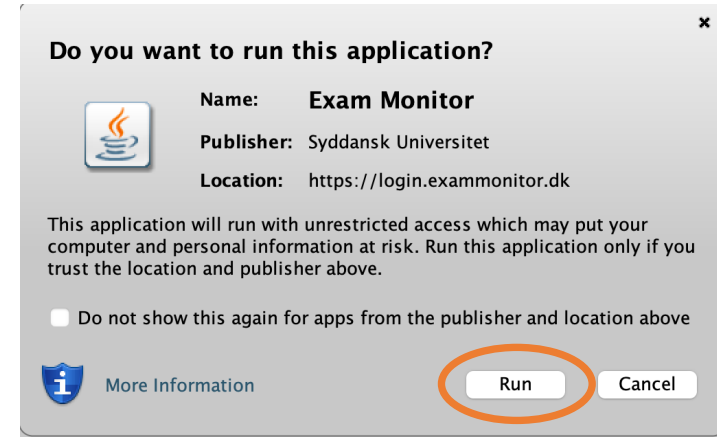 Do you want to run this application?
Name: Exam Monitor
Publisher: Syddansk Universitet
Location: https://login.exammonitor.dk
This application will run with unrestricted access which may put your
computer and personal information at risk. Run this application only if you
trust the location and publisher above.
Do not show this again for apps from the publisher and location above
More Information
Run
Cancel